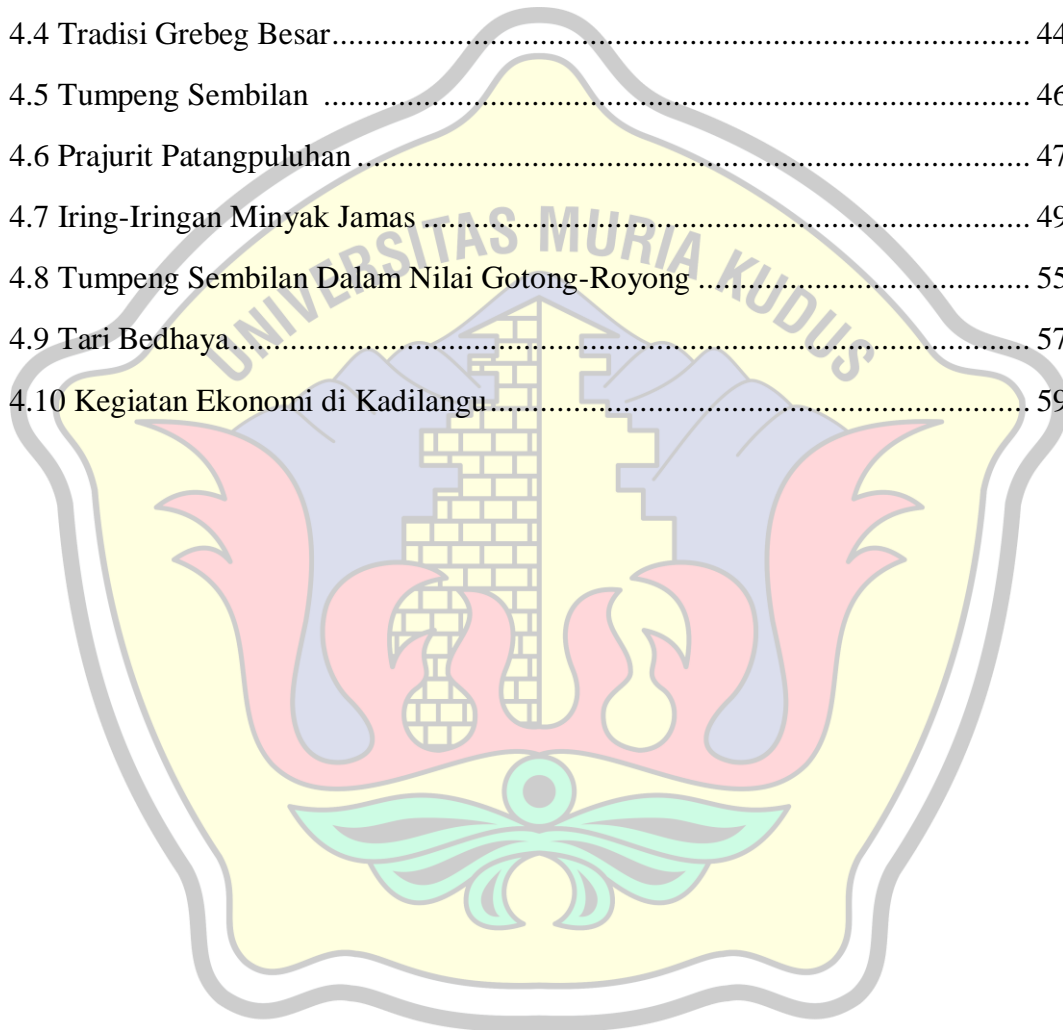 4.4 Tradisi Grebeg Besar.......................................................................................... 44
4.5 Tumpeng Sembilan .......................................................................................... 46
4.6 Prajurit Patangpuluhan ...................................................................................... 47
4.7 Iring-Iringan Minyak Jamas ............................................................................. 49
4.8 Tumpeng Sembilan Dalam Nilai Gotong-Royong ........................................... 55
4.9 Tari Bedhaya...................................................................................................... 57
4.10 Kegiatan Ekonomi di Kadilangu...................................................................... 59
UNIVERSITAS MURIA KUDUS